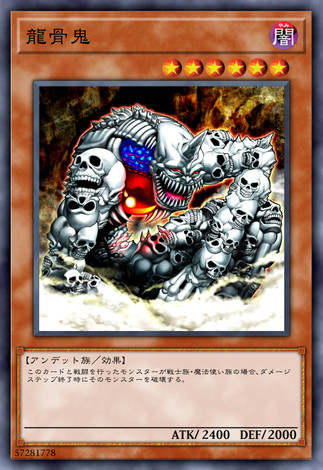 龍骨鬼
闇
やみ
【アンデット族／効果】
このカードと戦闘を行ったモンスターが戦士族・魔法使い族の場合、ダメージ
ステップ終了時にそのモンスターを破壊する。
ATK/ 2400 DEF/2000
57281778